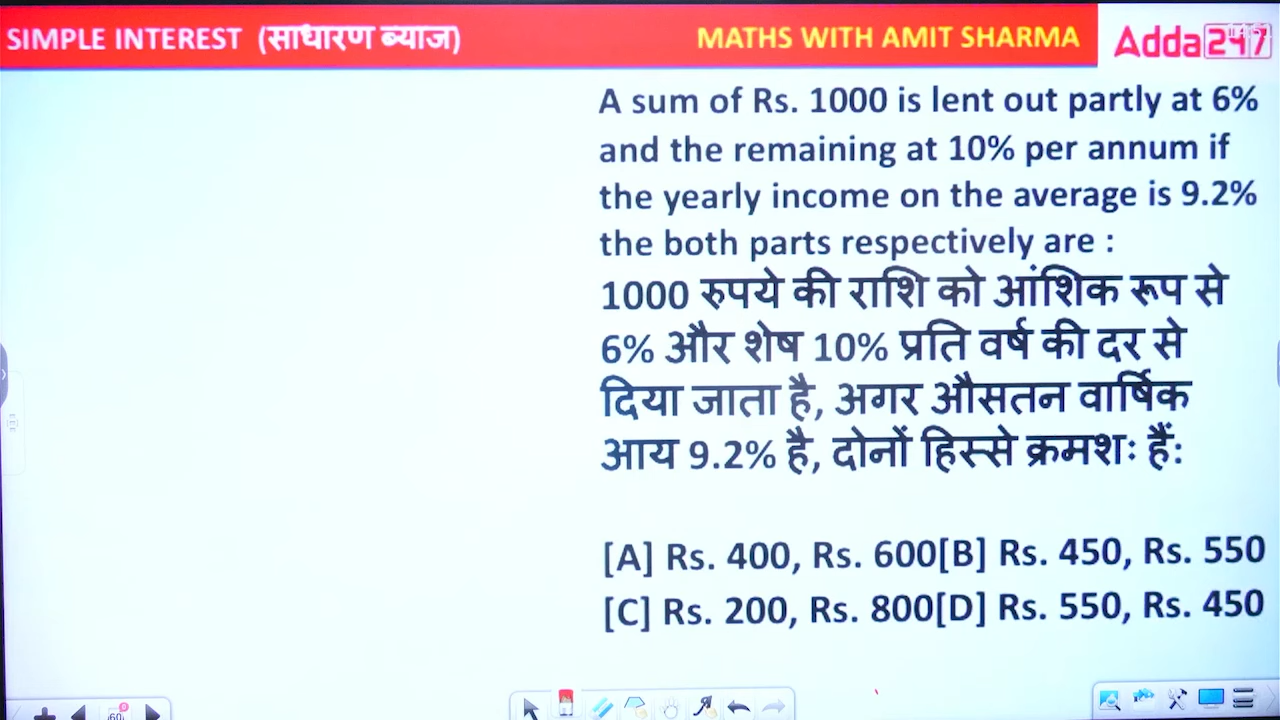 SIMPLE INTEREST (साधारण ब्याज)
MATHS WITH AMIT SHARMA
Adda247
A sum of Rs. 1000 is lent out partly at 6%
and the remaining at 10% per annum if
the yearly income on the average is 9.2%
the both parts respectively are :
1000 रुपये की राशि को आंशिक रूप से
6% और शेष 10% प्रति वर्ष की दर से
दिया जाता है, अगर औसतन वार्षिक
आय 9.2% है, दोनों हिस्से क्रमशः हैं:
[A] Rs. 400, Rs. 600[B] Rs. 450, Rs. 550
[C] Rs. 200, Rs. 800[D] Rs. 550, Rs. 450